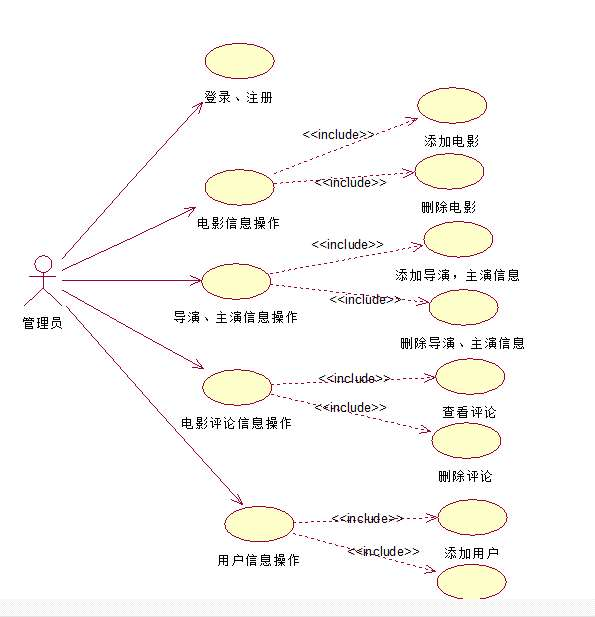 登录、注册
<<include>>
添加电影
<<include>>
电影信息操作
删除电影
<<include>>
添加导演，主演信息
管理员
导演、主演信息操作
<<include>>
删除导演、主演信息
<<include>>
查看评论
电影评论信息操作
<<include>>
删除评论
<<include>>
添加用户
用户信息操作
<<include>>